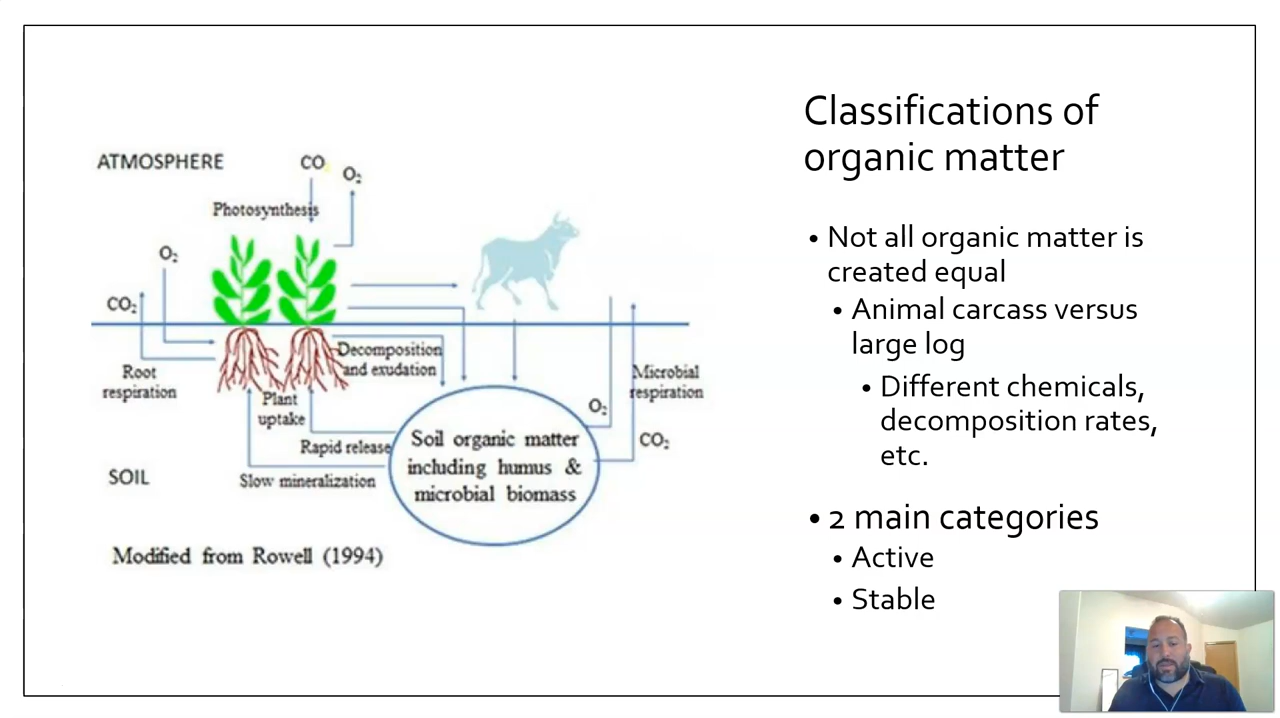 Classifications of
organic matter
• Not all organic matter is
created equal
• Animal carcass versus
large log
• Different chemicals,
decomposition rates,
etc.
• 2 main categories
• Active
• Stable
ATMOSPHERE
CO
O₂
Photosynthesis
O₂
CO₂
Root
respiration
Decomposition
and exudation
Plant
uptake
Rapid release
Slow mineralization
Soil organic matter
including humus &
microbial biomass
O₂
Microbial
respiration
CO₂
SOIL
Modified from Rowell (1994)